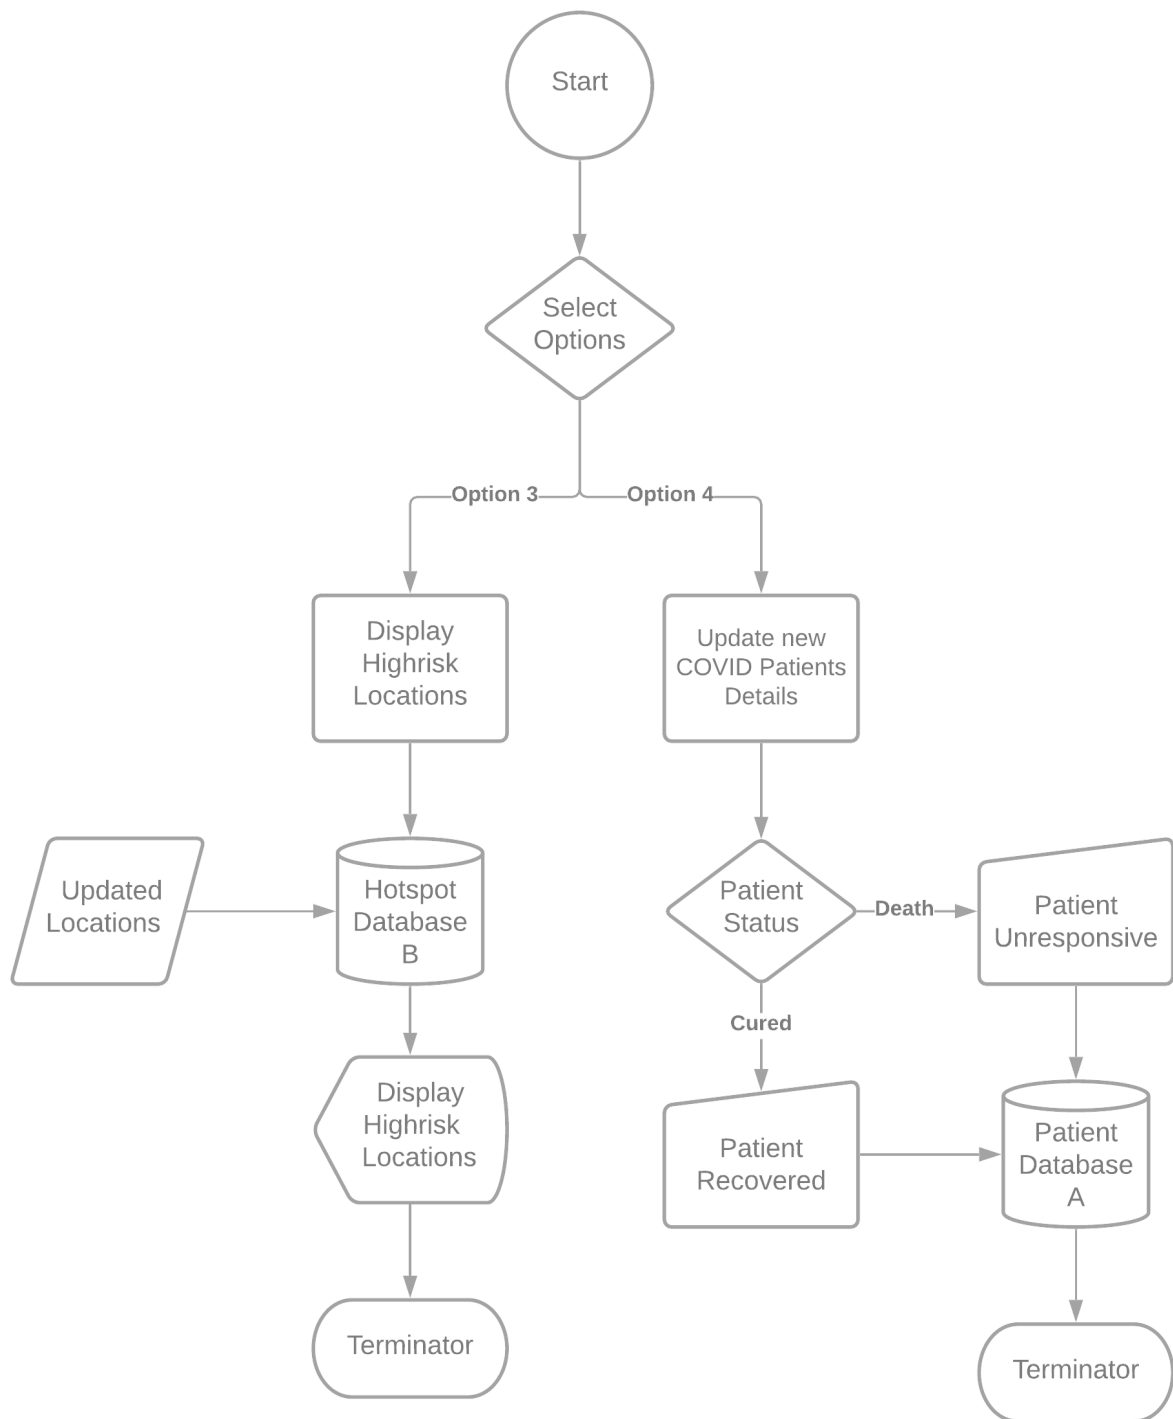 Start
Select
Options
Option 3
Option 4
Display
Highrisk
Locations
Update new
COVID Patients
Details
Updated
Locations
Hotspot
Database
B
Patient
Status
Death
Patient
Unresponsive
Cured
Display
Highrisk
Locations
Patient
Recovered
Patient
Database
A
Terminator
Terminator